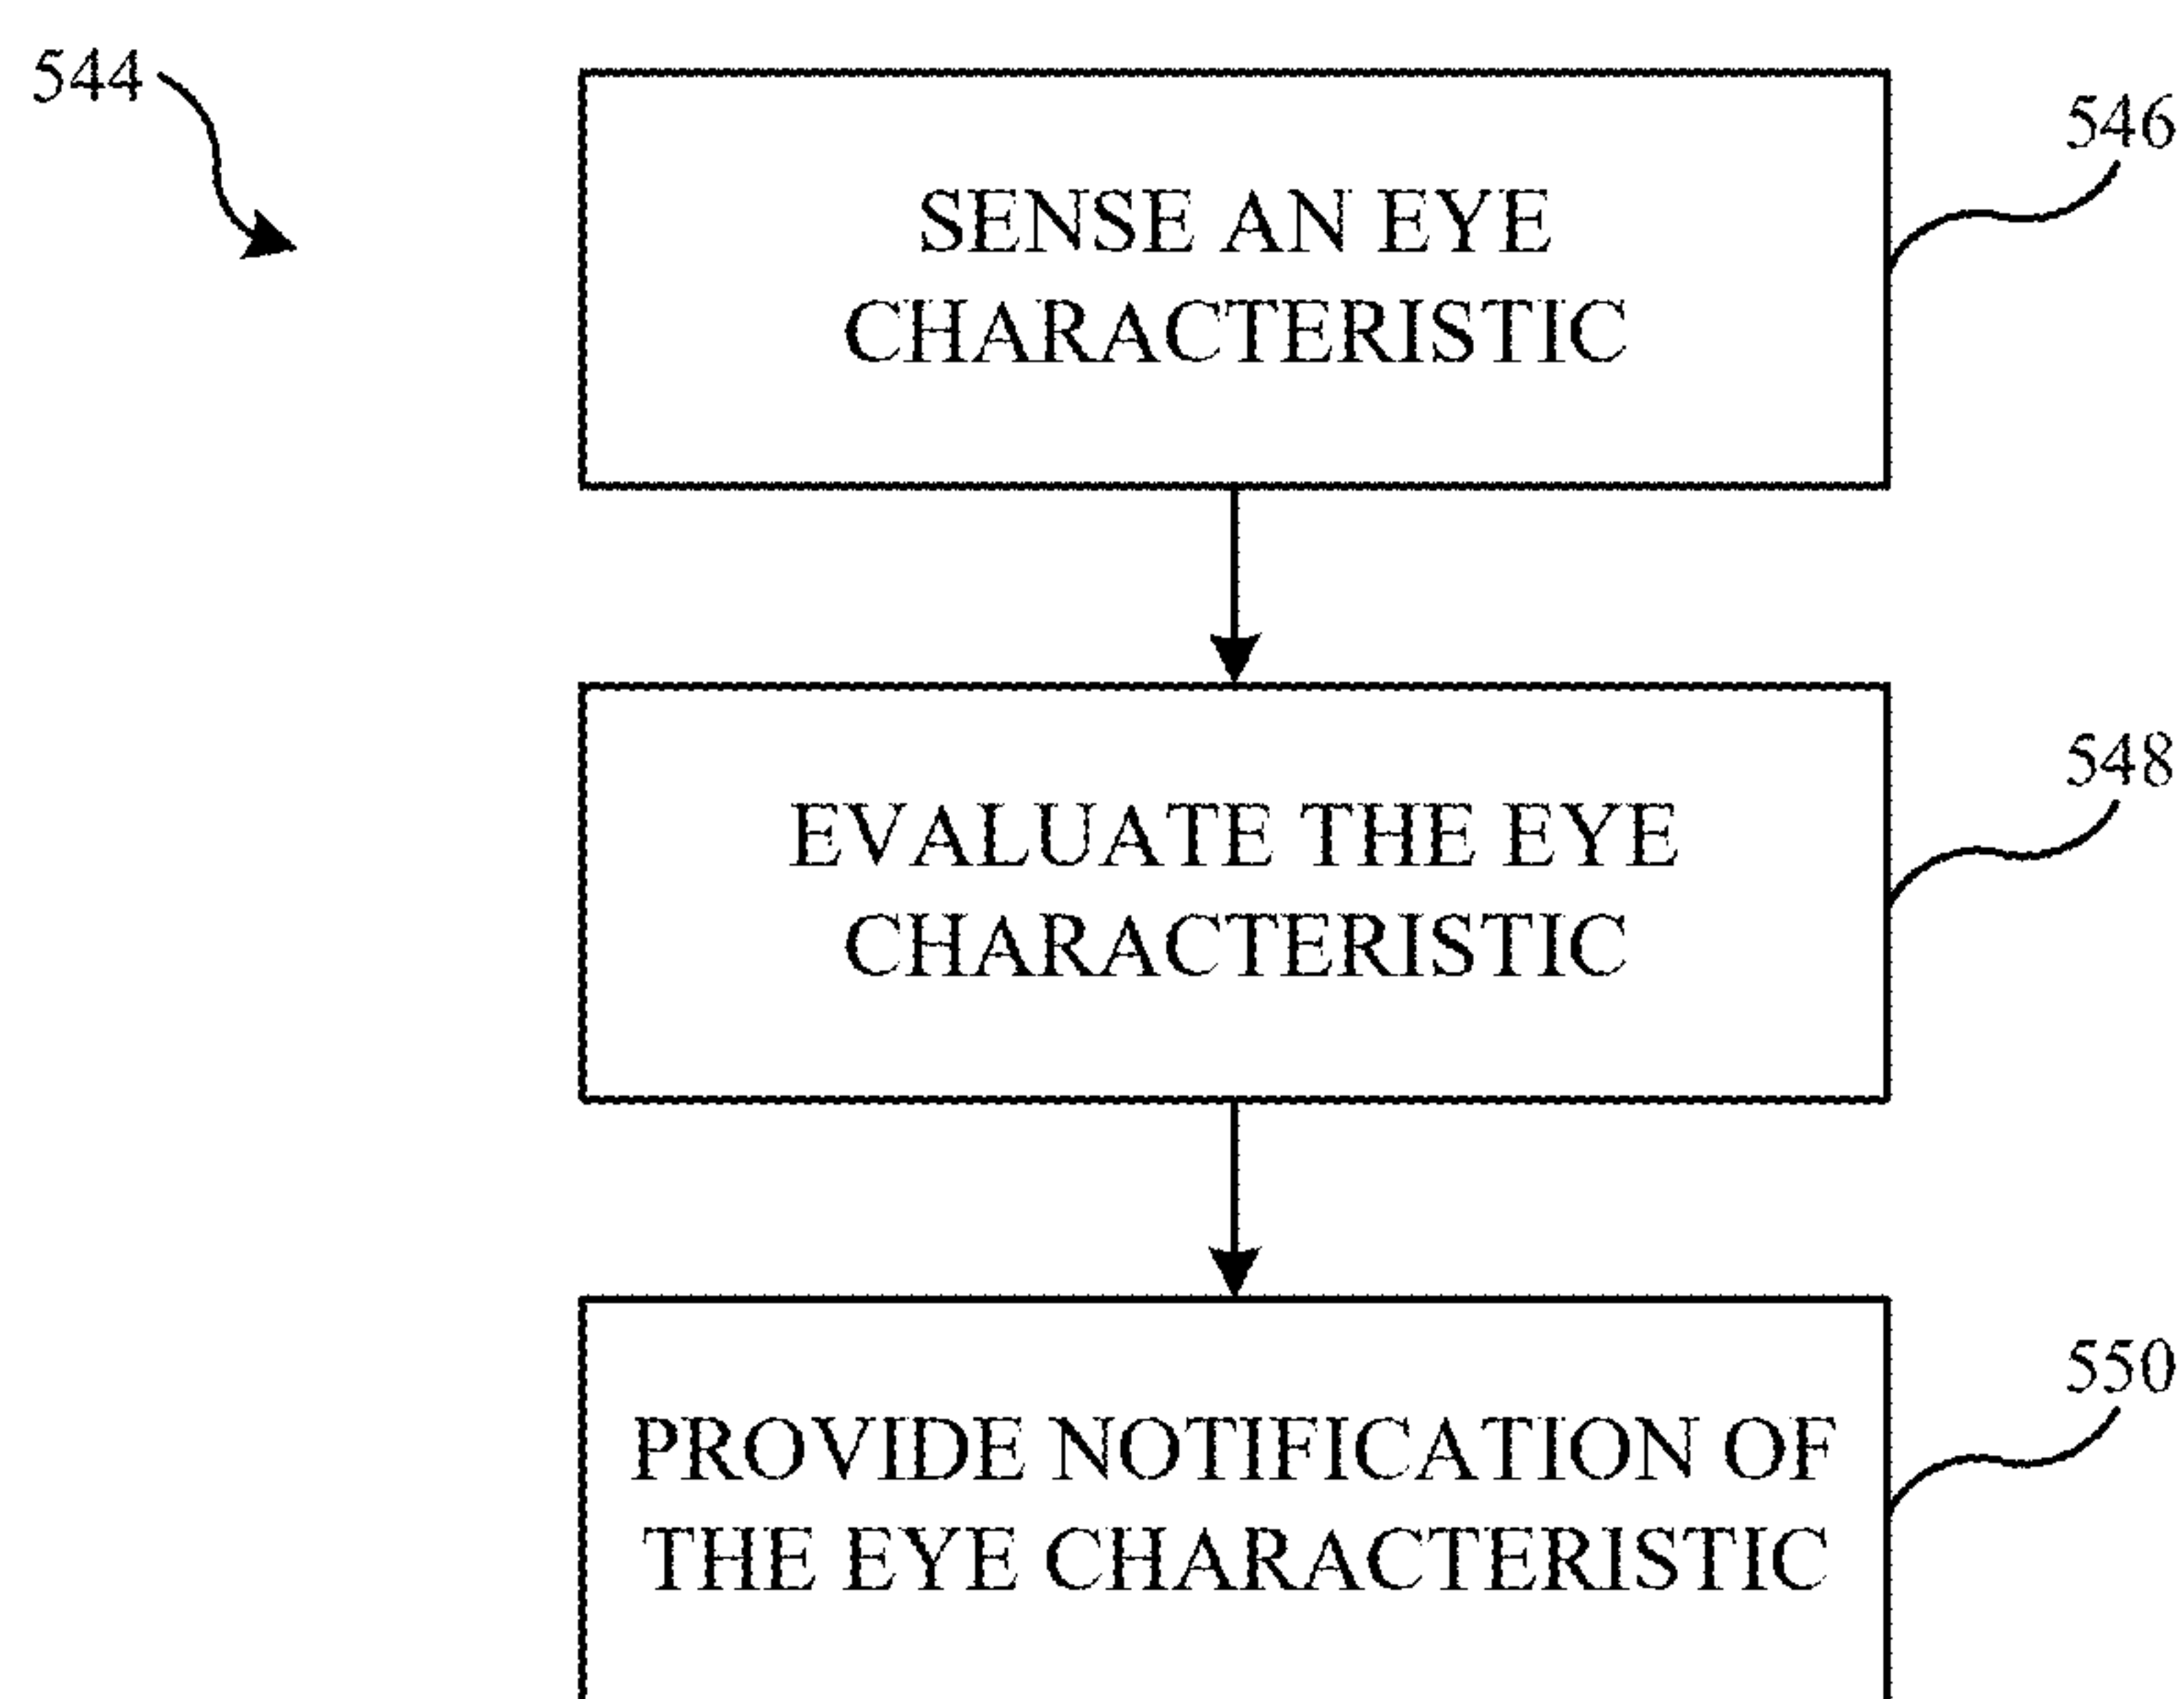 544
546
SENSE AN EYE
CHARACTERISTIC
548
EVALUATE THE EYE
CHARACTERISTIC
550
PROVIDE NOTIFICATION OF
THE EYE CHARACTERISTIC